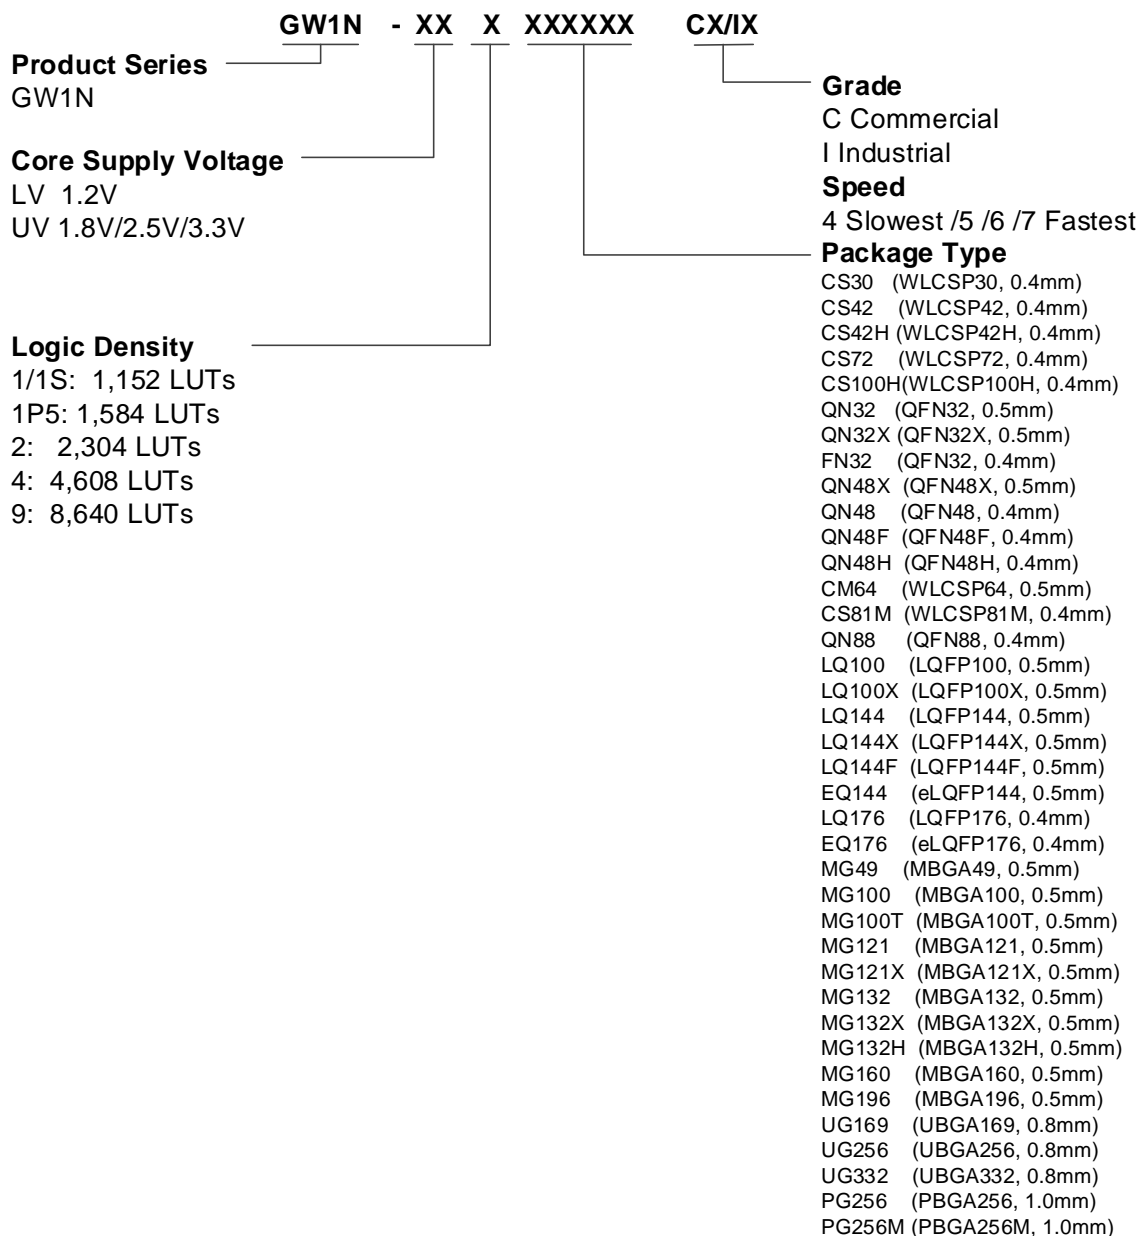 GW1N - XX X XXXXXX CX/IX
Product Series
GW1N
Core Supply Voltage
LV 1.2V
UV 1.8V/2.5V/3.3V
Logic Density
1/1S: 1,152 LUTs
1P5: 1,584 LUTs
2: 2,304 LUTs
4: 4,608 LUTs
9: 8,640 LUTs
Grade
C Commercial
I Industrial
Speed
4 Slowest /5 /6 /7 Fastest
Package Type
CS30 (WLCSP30, 0.4mm)
CS42 (WLCSP42, 0.4mm)
CS42H (WLCSP42H, 0.4mm)
CS72 (WLCSP72, 0.4mm)
CS100H(WLCSP100H, 0.4mm)
QN32 (QFN32, 0.5mm)
QN32X (QFN32X, 0.5mm)
FN32 (QFN32, 0.4mm)
QN48X (QFN48X, 0.5mm)
QN48 (QFN48, 0.4mm)
QN48F (QFN48F, 0.4mm)
QN48H (QFN48H, 0.4mm)
CM64 (WLCSP64, 0.5mm)
CS81M (WLCSP81M, 0.4mm)
QN88 (QFN88, 0.4mm)
LQ100 (LQFP100, 0.5mm)
LQ100X (LQFP100X, 0.5mm)
LQ144 (LQFP144, 0.5mm)
LQ144X (LQFP144X, 0.5mm)
LQ144F (LQFP144F, 0.5mm)
EQ144 (eLQFP144, 0.5mm)
LQ176 (LQFP176, 0.4mm)
EQ176 (eLQFP176, 0.4mm)
MG49 (MBGA49, 0.5mm)
MG100 (MBGA100, 0.5mm)
MG100T (MBGA100T, 0.5mm)
MG121 (MBGA121, 0.5mm)
MG121X (MBGA121X, 0.5mm)
MG132 (MBGA132, 0.5mm)
MG132X (MBGA132X, 0.5mm)
MG132H (MBGA132H, 0.5mm)
MG160 (MBGA160, 0.5mm)
MG196 (MBGA196, 0.5mm)
UG169 (UBGA169, 0.8mm)
UG256 (UBGA256, 0.8mm)
UG332 (UBGA332, 0.8mm)
PG256 (PBGA256, 1.0mm)
PG256M (PBGA256M, 1.0mm)